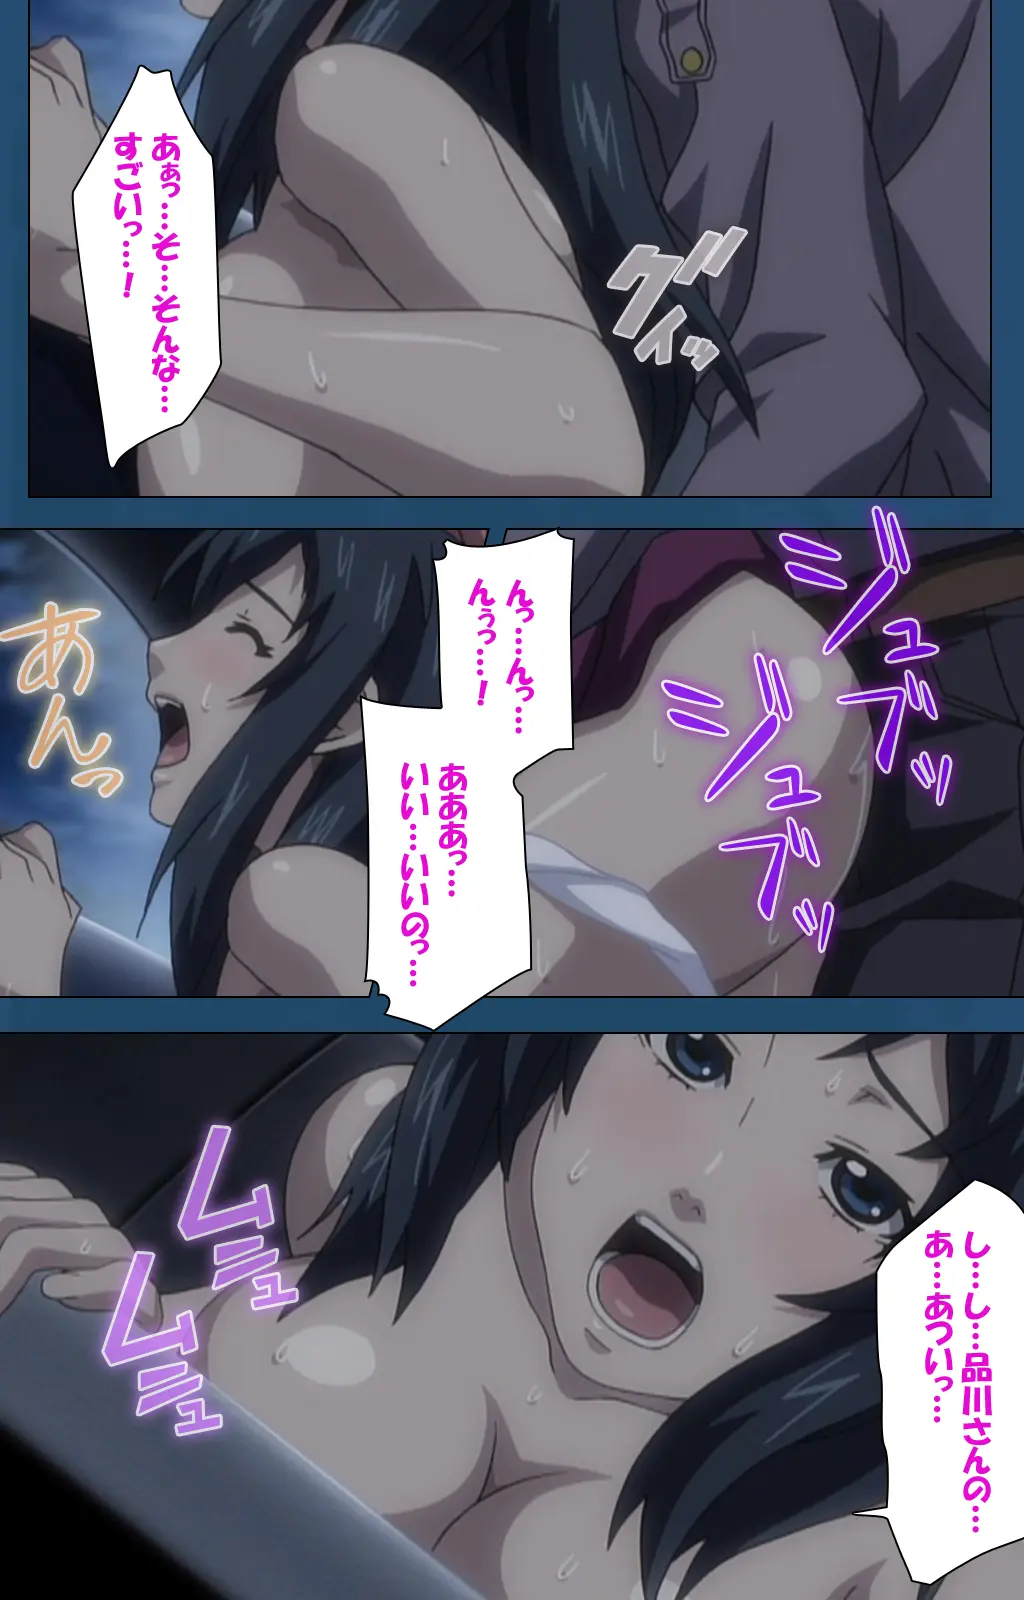 あぁっ…そ…そんな…
すごいっ…！
グイッ
んっ…んっ…
んぅっ…！
あああっ…
いい…いいのっ…
ジュブッ
ジュブッ
あんっ
し…し…品川さんの…
あ…あついっ…
ムニュ
ムニュ